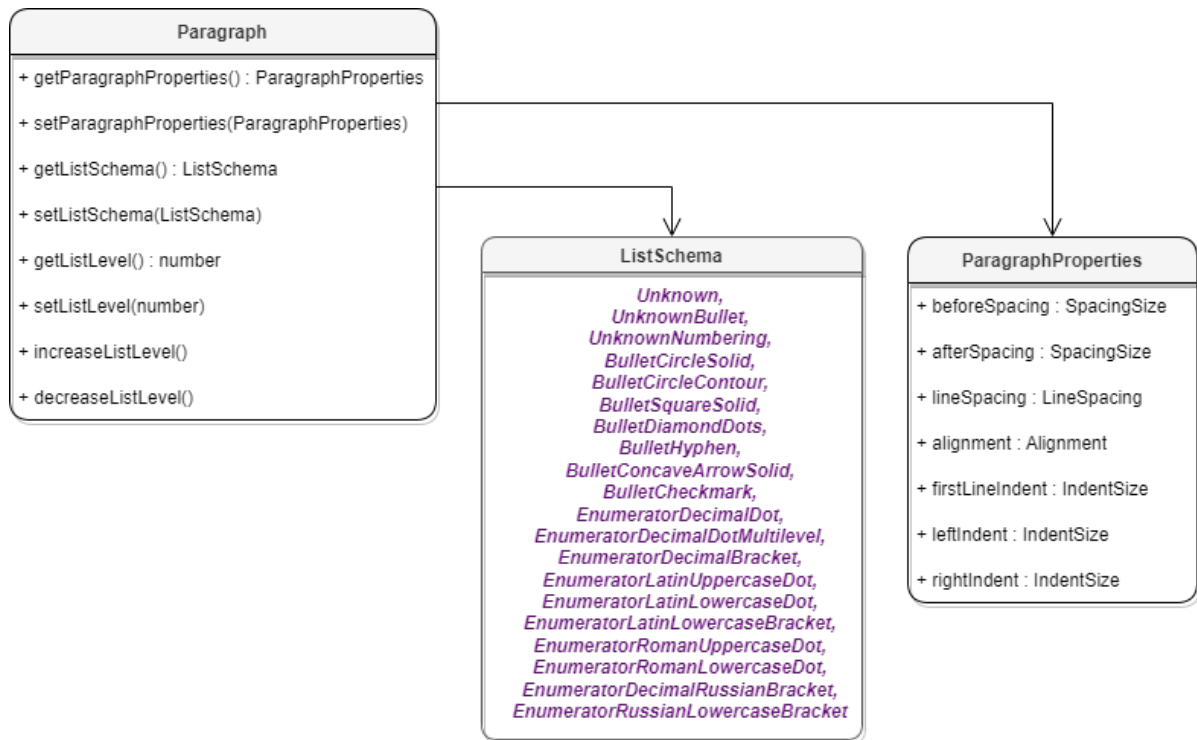 Paragraph
+ getParagraphProperties() : ParagraphProperties
+ setParagraphProperties(ParagraphProperties)
+ getListSchema() : ListSchema
+ setListSchema(ListSchema)
+ getListLevel() : number
+ setListLevel(number)
+ increaseListLevel()
+ decreaseListLevel()
ListSchema
Unknown,
UnknownBullet,
UnknownNumbering,
BulletCircleSolid,
BulletCircleContour,
BulletSquareSolid,
BulletDiamondDots,
BulletHyphen,
BulletConcaveArrowSolid,
BulletCheckmark,
EnumeratorDecimalDot,
EnumeratorDecimalDotMultilevel,
EnumeratorDecimalBracket,
EnumeratorLatinUppercaseDot,
EnumeratorLatinLowercaseDot,
EnumeratorLatinLowercaseBracket,
EnumeratorRomanUppercaseDot,
EnumeratorRomanLowercaseDot,
EnumeratorDecimalRussianBracket,
EnumeratorRussianLowercaseBracket
ParagraphProperties
+ beforeSpacing : SpacingSize
+ afterSpacing : SpacingSize
+ lineSpacing : LineSpacing
+ alignment : Alignment
+ firstLineIndent : IndentSize
+ leftIndent : IndentSize
+ rightIndent : IndentSize